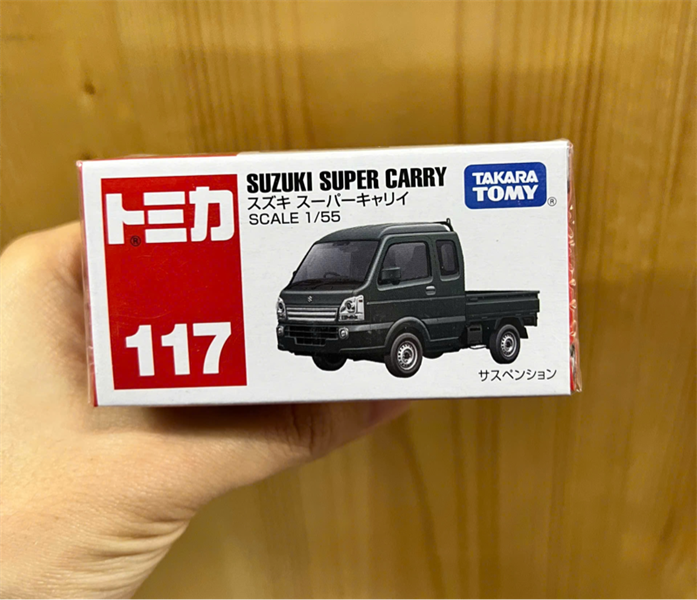 トミカ®
117
SUZUKI SUPER CARRY
スズキ スーパーキャリイ
SCALE 1/55
TAKARA
TOMY®
サスペンション